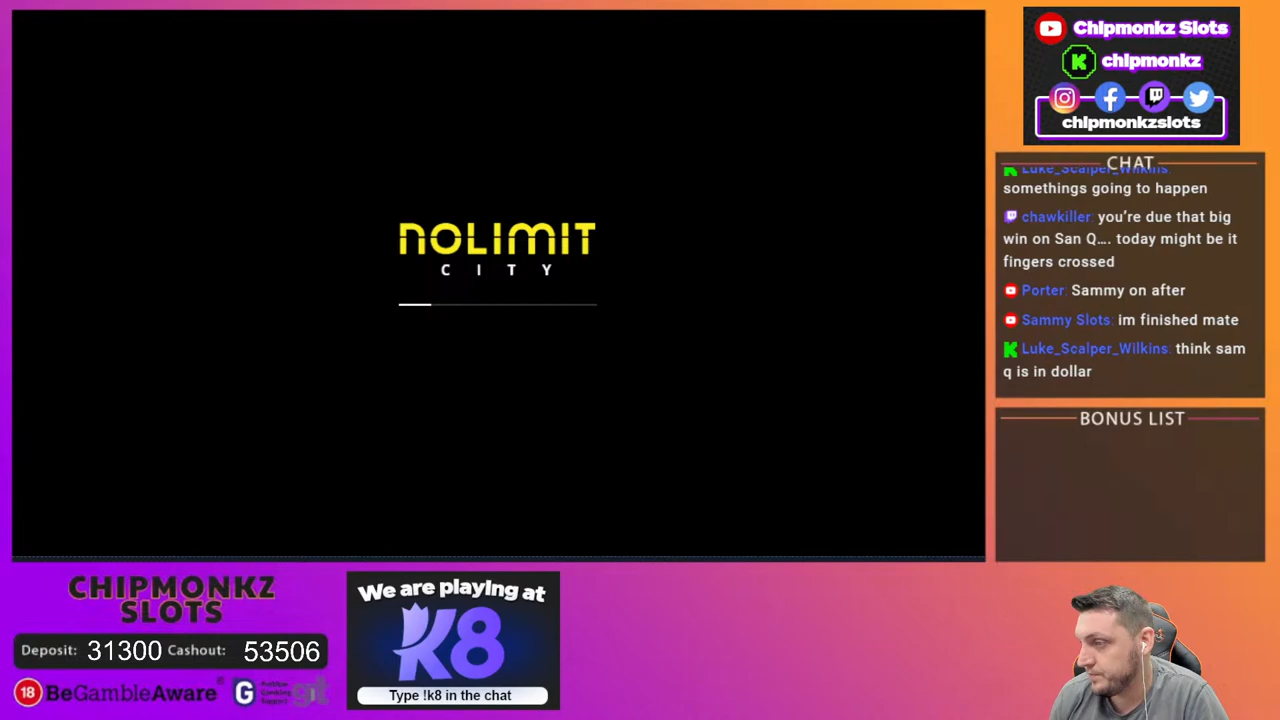 NOLIMIT
CITY
Chipmonkz Slots
K chipmonkz
chipmonkzslots
CHAT
Luke_Scalper_Wilkins:
somethings going to happen
chawkiller: you're due that big
win on San Q.... today might be it
fingers crossed
Porter: Sammy on after
Sammy Slots: im finished mate
Luke_Scalper_Wilkins: think sam
q is in dollar
BONUS LIST
CHIPMONKZ
SLOTS
Deposit: 31300 Cashout: 53506
18 BeGambleAware
We are playing at
K8
Type !k8 in the chat